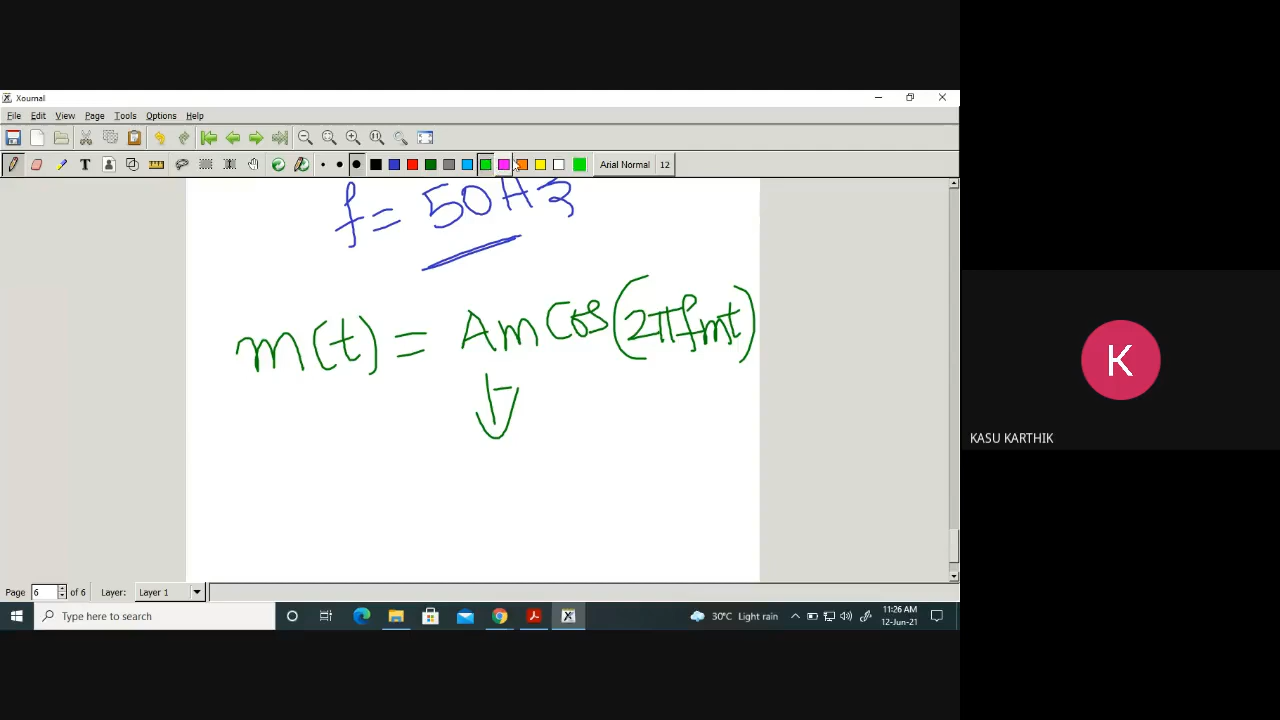 Xournal
File Edit View Page Tools Options Help
Arial Normal 12
f = 50Hz
m(t) = Am Cos(2πfmt)
K
KASU KARTHIK
Page 6 of 6 Layer: Layer 1
Type here to search
30°C Light rain
11:26 AM
12-Jun-21